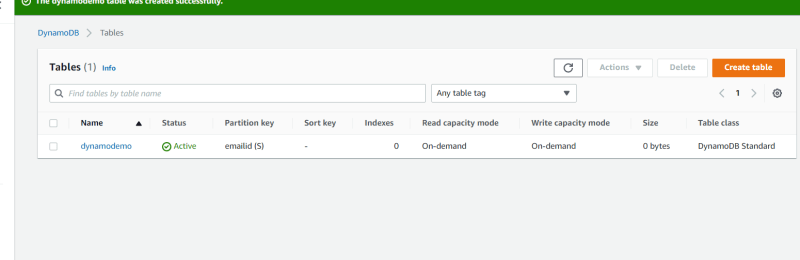 The dynamodemo table was created successfully.
DynamoDB > Tables
Tables (1) Info
Actions Delete Create table
Find tables by table name Any table tag 1
Name Status Partition key Sort key Indexes Read capacity mode Write capacity mode Size Table class
dynamodemo Active emailid (S) - 0 On-demand On-demand 0 bytes DynamoDB Standard